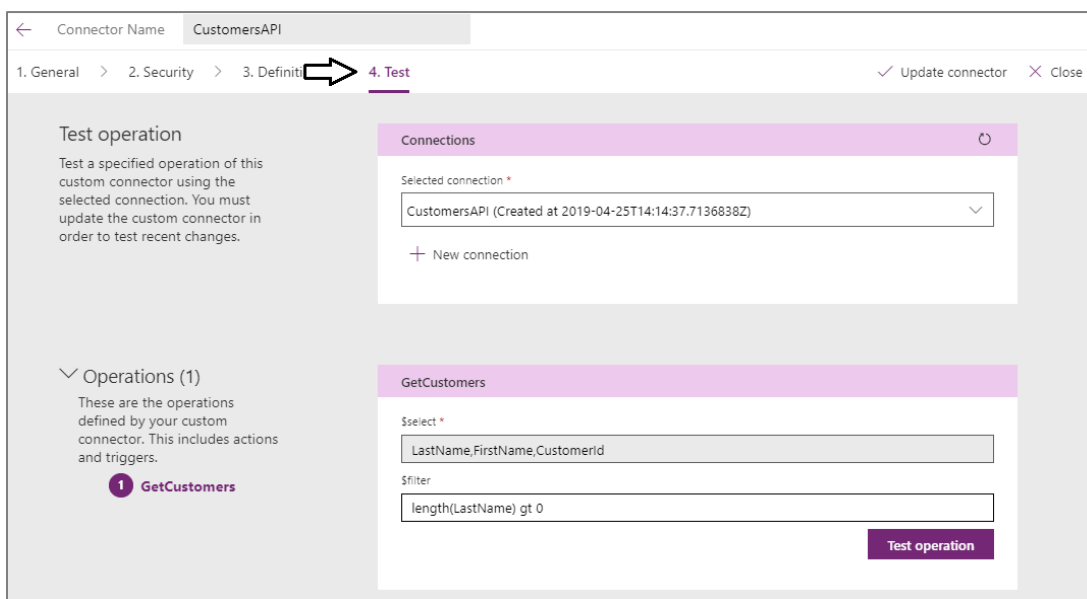 Connector Name CustomersAPI
1. General > 2. Security > 3. Definiti 4. Test Update connector Close
Test operation
Test a specified operation of this
custom connector using the
selected connection. You must
update the custom connector in
order to test recent changes.
Connections
Selected connection *
CustomersAPI (Created at 2019-04-25T14:14:37.7136838Z)
+ New connection
Operations (1)
These are the operations
defined by your custom
connector. This includes actions
and triggers.
1 GetCustomers
GetCustomers
$select *
LastName,FirstName,CustomerId
$filter
length(LastName) gt 0
Test operation